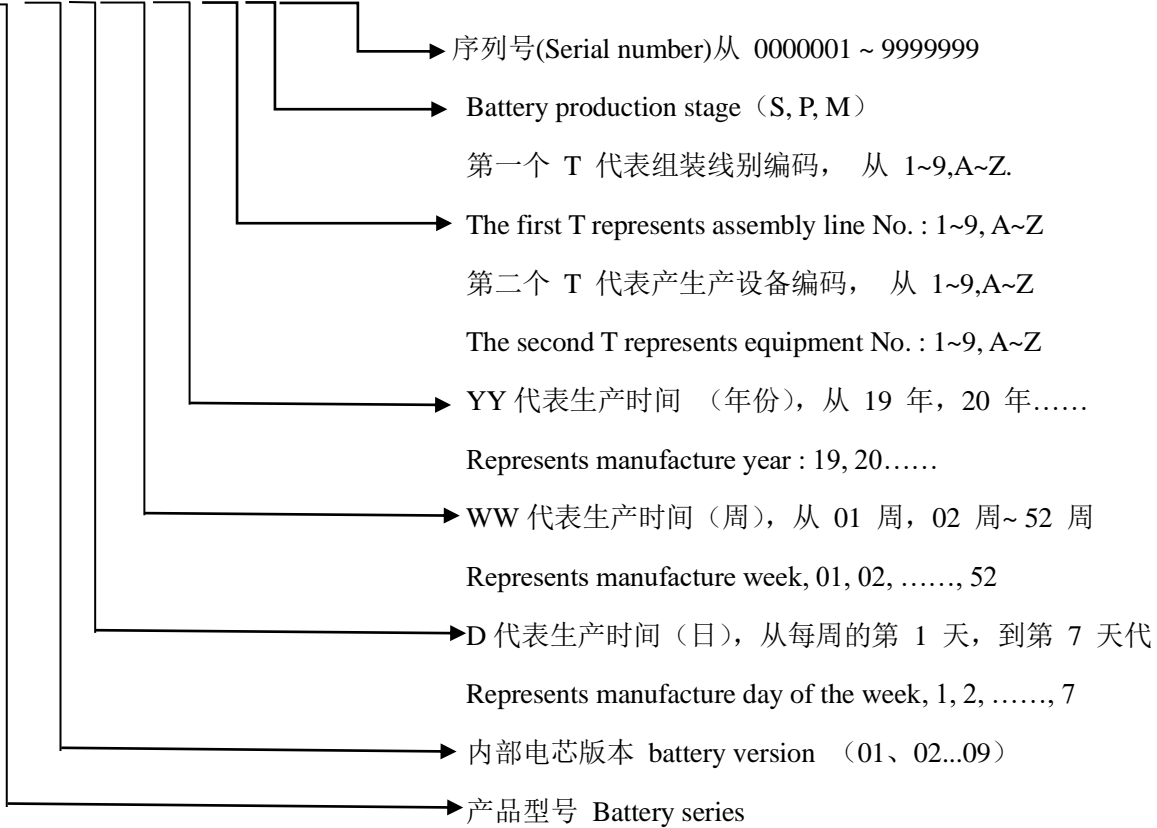 序列号(Serial number)从 0000001 ~ 9999999
Battery production stage（S, P, M）
第一个 T 代表组装线别编码， 从 1~9,A~Z.
The first T represents assembly line No. : 1~9, A~Z
第二个 T 代表产生产设备编码， 从 1~9,A~Z
The second T represents equipment No. : 1~9, A~Z
YY 代表生产时间 （年份），从 19 年，20 年……
Represents manufacture year : 19, 20……
WW 代表生产时间（周），从 01 周，02 周~ 52 周
Represents manufacture week, 01, 02, ……, 52
D 代表生产时间（日），从每周的第 1 天，到第 7 天代
Represents manufacture day of the week, 1, 2, ……, 7
内部电芯版本 battery version （01、02...09）
产品型号 Battery series